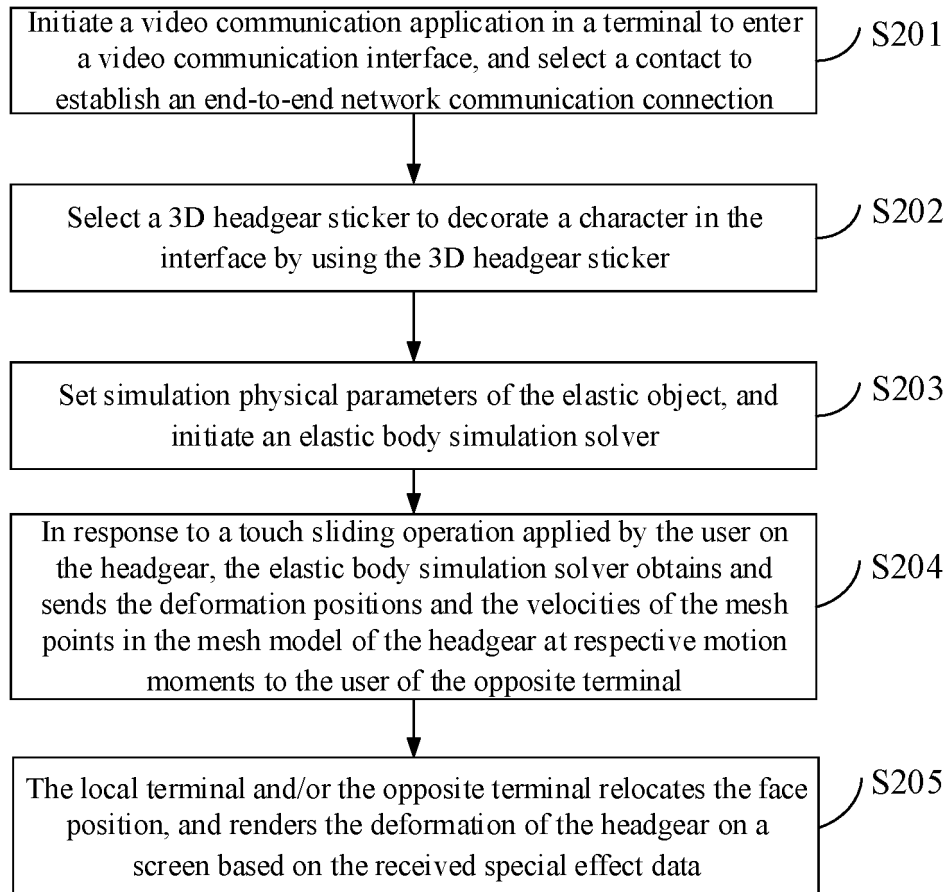 Initiate a video communication application in a terminal to enter
a video communication interface, and select a contact to
establish an end-to-end network communication connection
S201
Select a 3D headgear sticker to decorate a character in the
interface by using the 3D headgear sticker
S202
Set simulation physical parameters of the elastic object, and
initiate an elastic body simulation solver
S203
In response to a touch sliding operation applied by the user on
the headgear, the elastic body simulation solver obtains and
sends the deformation positions and the velocities of the mesh
points in the mesh model of the headgear at respective motion
moments to the user of the opposite terminal
S204
The local terminal and/or the opposite terminal relocates the face
position, and renders the deformation of the headgear on a
screen based on the received special effect data
S205